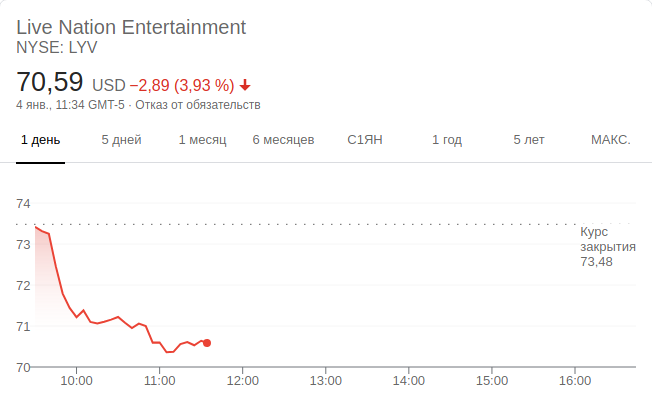 Live Nation Entertainment
NYSE: LYV
70,59 USD −2,89 (3,93 %)
4 янв., 11:34 GMT-5 · Отказ от обязательств
1 день 5 дней 1 месяц 6 месяцев С1ЯН 1 год 5 лет МАКС.
74
73
72
71
70
Курс
закрытия
73,48
10:00 11:00 12:00 13:00 14:00 15:00 16:00